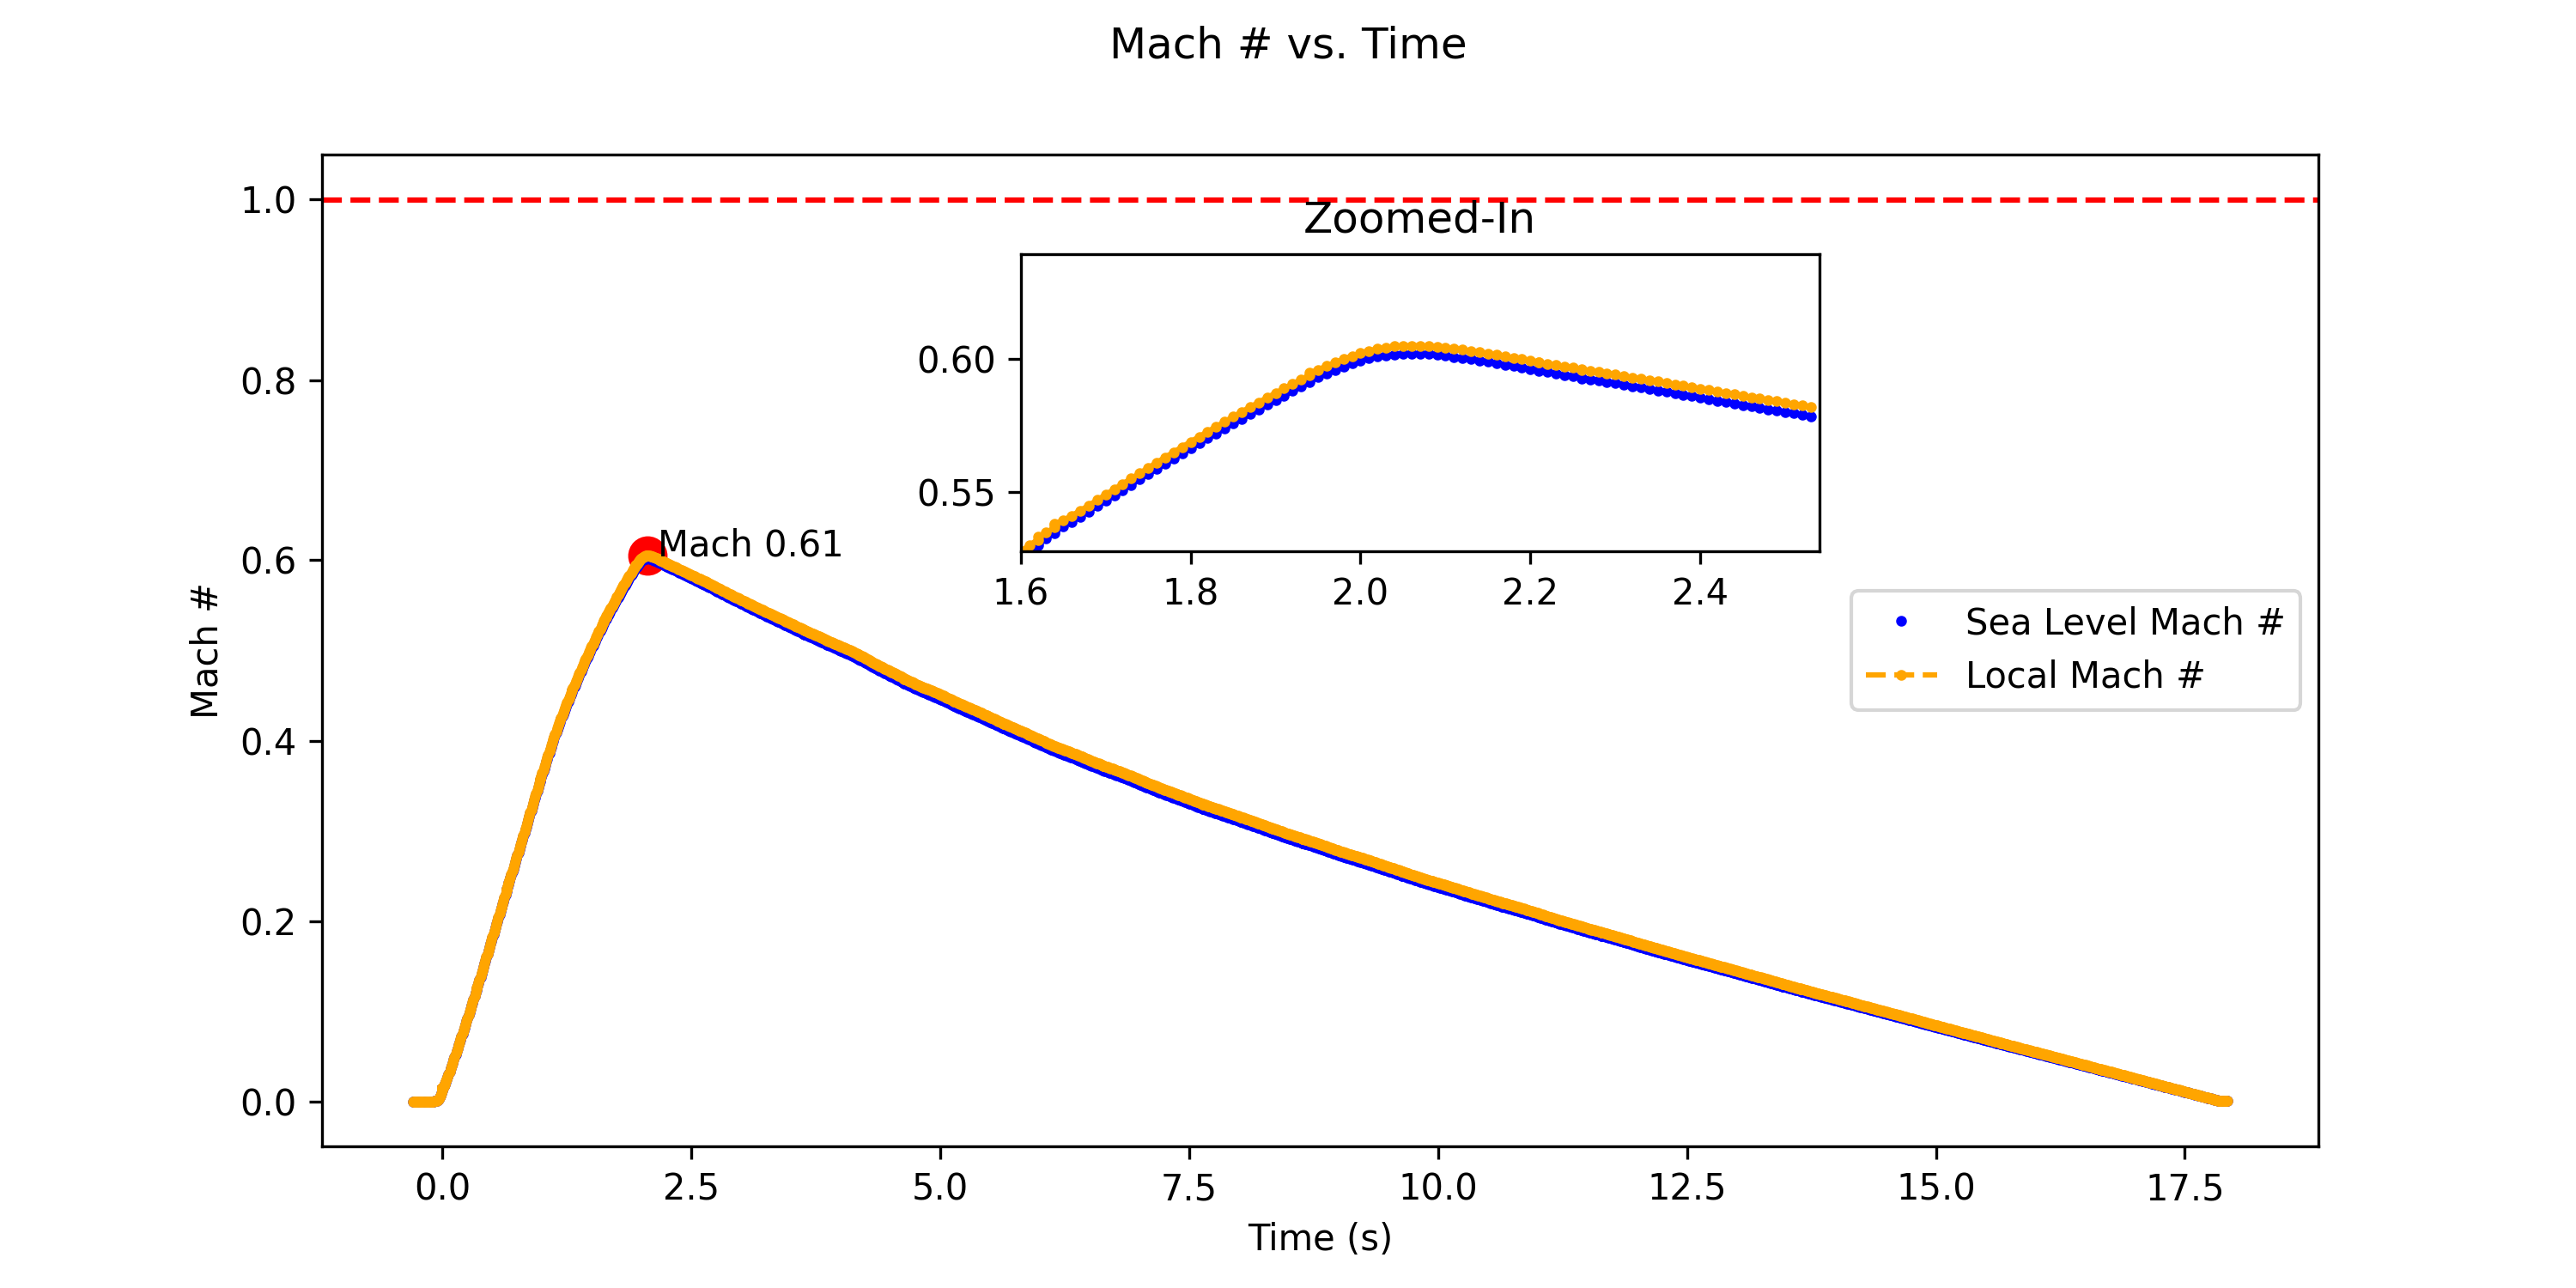 Mach # vs. Time
1.0
0.8
0.6
0.4
0.2
0.0
Mach #
Zoomed-In
0.60
0.55
1.6 1.8 2.0 2.2 2.4
Mach 0.61
Sea Level Mach #
Local Mach #
0.0 2.5 5.0 7.5 10.0 12.5 15.0 17.5
Time (s)